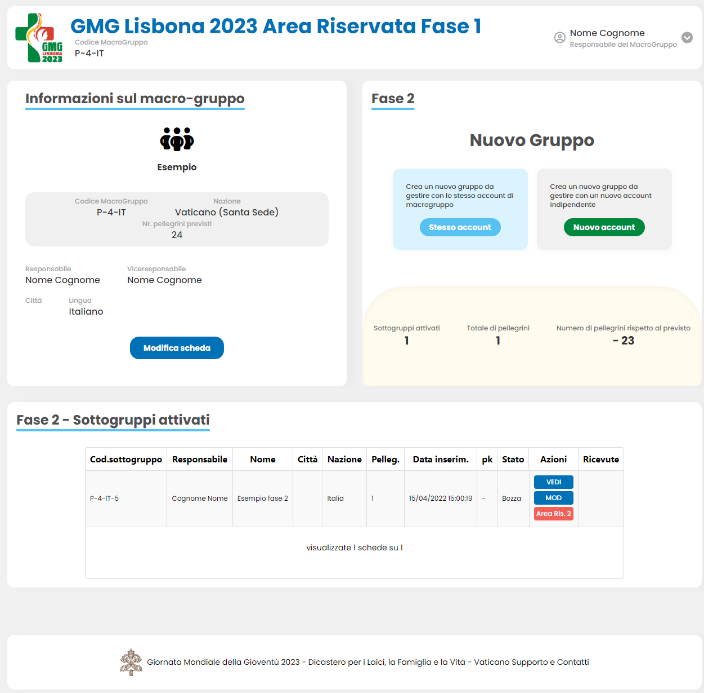 GMG
LISBONA
2023
GMG Lisbona 2023 Area Riservata Fase 1
Codice MacroGruppo
P-4-IT
Nome Cognome
Responsabile del MacroGruppo
Informazioni sul macro-gruppo
Esempio
Codice MacroGruppo Nazione
P-4-IT Vaticano (Santa Sede)
Nr. pellegrini previsti
24
Responsabile Viceresponsabile
Nome Cognome Nome Cognome
Città Lingua
Italiano
Modifica scheda
Fase 2
Nuovo Gruppo
Crea un nuovo gruppo da
gestire con lo stesso account di
macrogruppo
Stesso account
Crea un nuovo gruppo da
gestire con un nuovo account
indipendente
Nuovo account
Sottogruppi attivati Totale di pellegrini Numero di pellegrini rispetto al previsto
1 1 - 23
Fase 2 - Sottogruppi attivati
Cod.sottogruppo Responsabile Nome Città Nazione Pelleg. Data inserim. pk Stato Azioni Ricevute
P-4-IT-5 Cognome Nome Esempio fase 2 Italia 1 15/04/2022 15:00:19 - Bozza
VEDI
MOD
Area Ris. 2
visualizzate 1 schede su 1
Giornata Mondiale della Gioventù 2023 - Dicastero per i Laici, la Famiglia e la Vita - Vaticano Supporto e Contatti